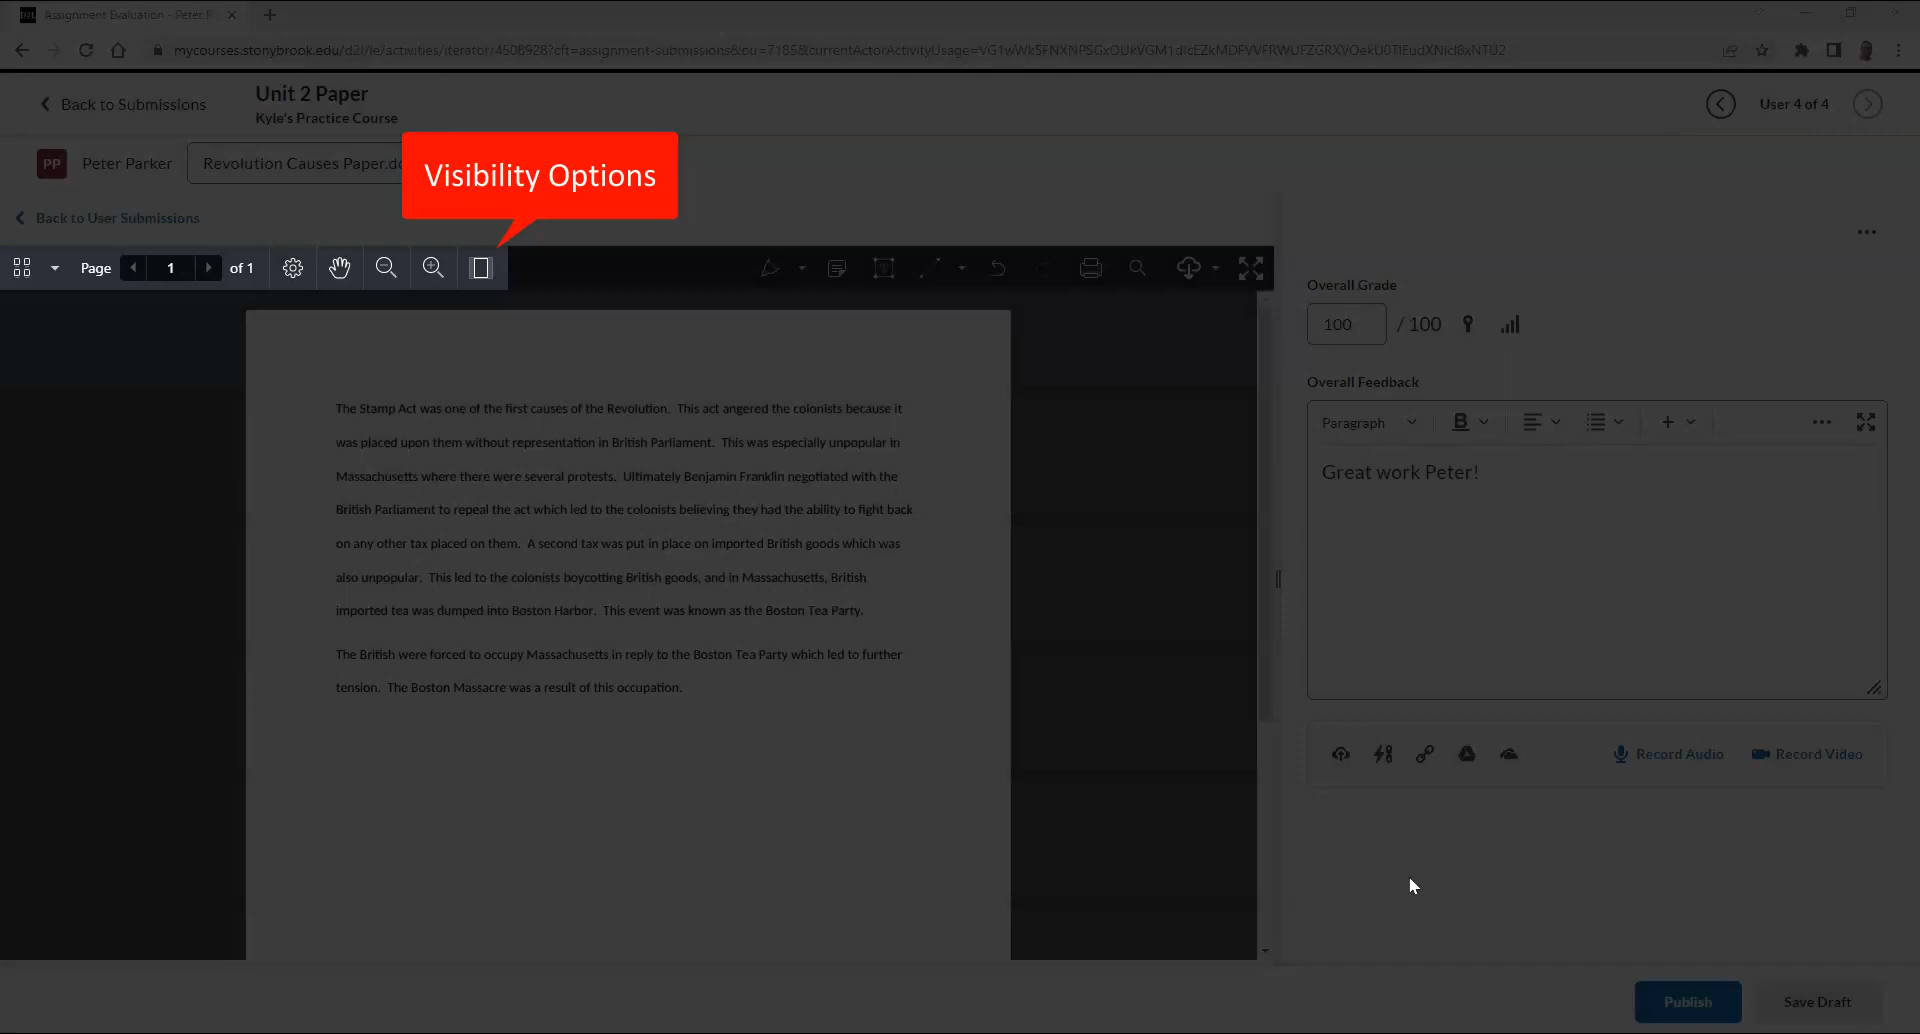 Assignment Evaluation - Peter P
Unit 2 Paper
Back to Submissions
Kyle's Practice Course
User 4 of 4
Visibility Options
PP
Peter Parker
Revolution Causes Paper.do
Back to User Submissions
Page
1
of 1
Overall Grade
100
/ 100
Overall Feedback
Paragraph
B
Great work Peter!
The Stamp Act was one of the first causes of the Revolution. This act angered the colonists because it
was placed upon them without representation in British Parliament. This was especially unpopular in
Massachusetts where there were several protests. Ultimately Benjamin Franklin negotiated with the
British Parliament to repeal the act which led to the colonists believing they had the ability to fight back
on any other tax placed on them. A second tax was put in place on imported British goods which was
also unpopular. This led to the colonists boycotting British goods, and in Massachusetts, British
imported tea was dumped into Boston Harbor. This event was known as the Boston Tea Party.
The British were forced to occupy Massachusetts in reply to the Boston Tea Party which led to further
tension. The Boston Massacre was a result of this occupation.
Record Audio
Record Video
Publish
Save Draft